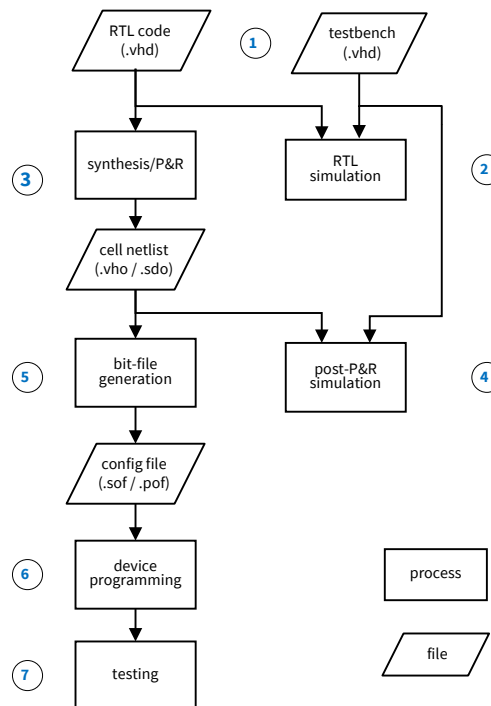 RTL code
(.vhd)
1
testbench
(.vhd)
3
synthesis/P&R
RTL
simulation
2
cell netlist
(.vho / .sdo)
5
bit-file
generation
post-P&R
simulation
4
config file
(.sof / .pof)
6
device
programming
process
7
testing
file